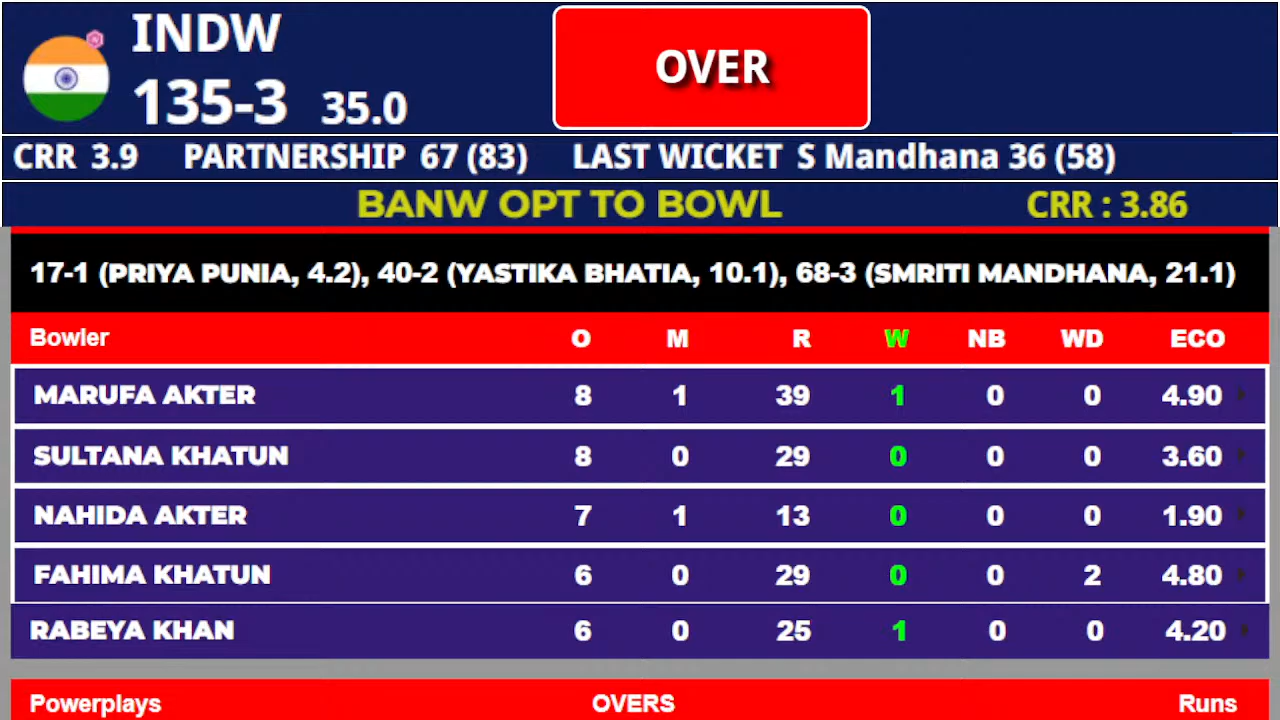 INDW
135-3 35.0
OVER
CRR 3.9 PARTNERSHIP 67 (83) LAST WICKET S Mandhana 36 (58)
BANW OPT TO BOWL CRR : 3.86
17-1 (PRIYA PUNIA, 4.2), 40-2 (YASTIKA BHATIA, 10.1), 68-3 (SMRITI MANDHANA, 21.1)
Bowler O M R W NB WD ECO
MARUFA AKTER 8 1 39 1 0 0 4.90
SULTANA KHATUN 8 0 29 0 0 0 3.60
NAHIDA AKTER 7 1 13 0 0 0 1.90
FAHIMA KHATUN 6 0 29 0 0 2 4.80
RABEYA KHAN 6 0 25 1 0 0 4.20
Powerplays OVERS Runs